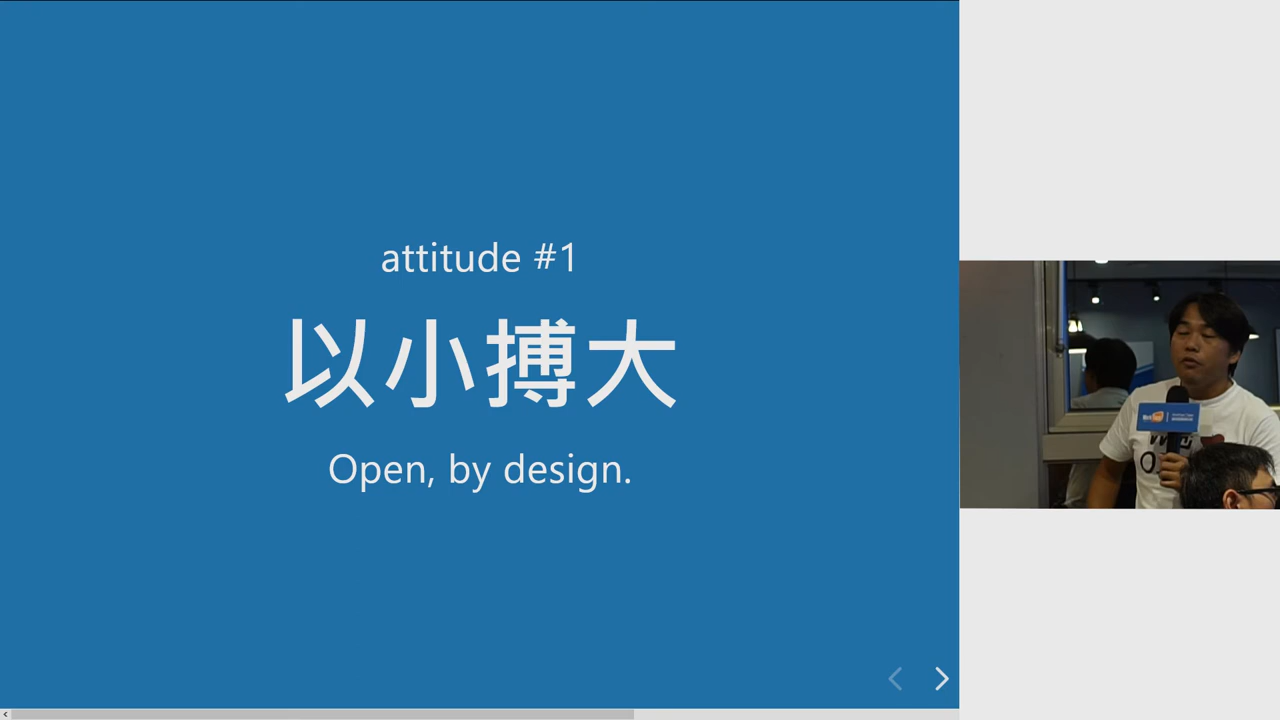 attitude #1
以小搏大
Open, by design.